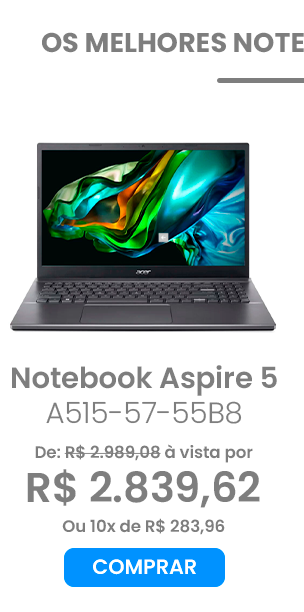 OS MELHORES NOTE
acer
Notebook Aspire 5
A515-57-55B8
De: R$ 2.989,08 à vista por
R$ 2.839,62
Ou 10x de R$ 283,96
COMPRAR